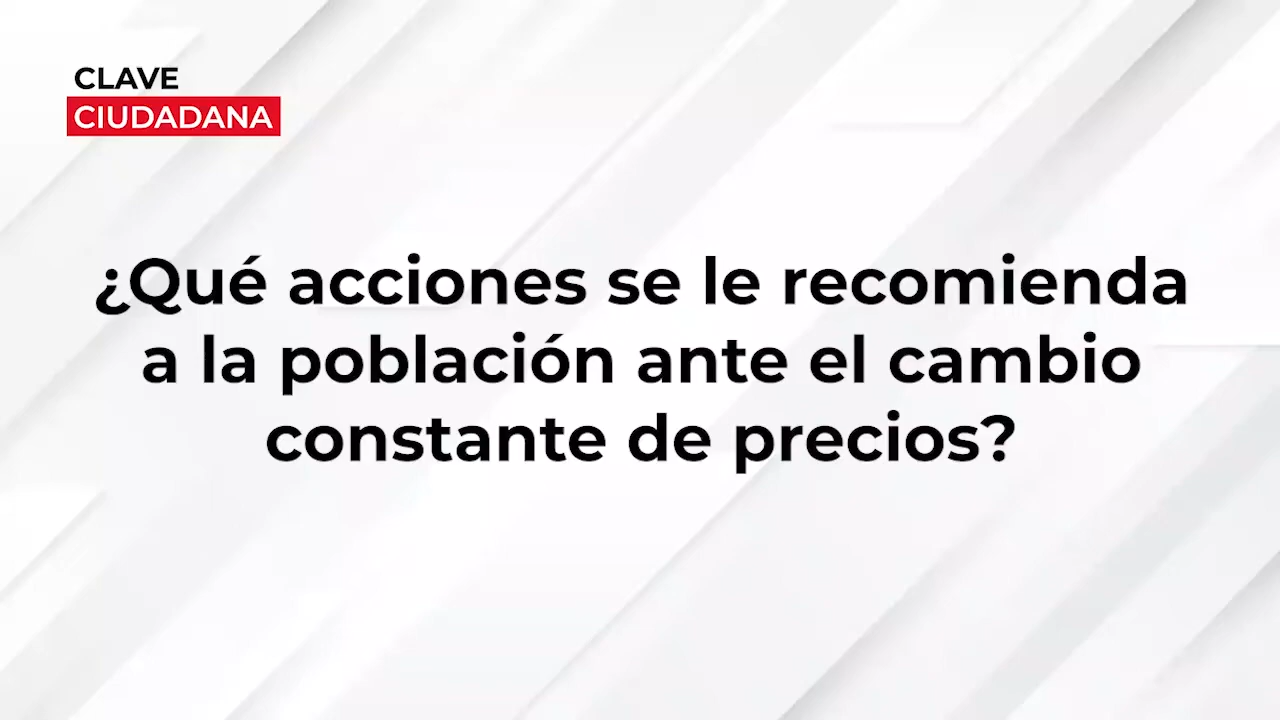 CLAVE
CIUDADANA
¿Qué acciones se le recomienda
a la población ante el cambio
constante de precios?